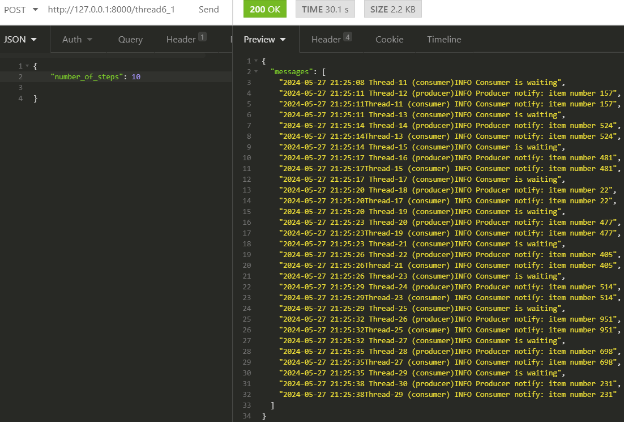 POST http://127.0.0.1:8000/thread6_1 Send 200 OK TIME 30.1 s SIZE 2.2 KB
JSON Auth Query Header 1 Preview Header 4 Cookie Timeline
1 {
2 "number_of_steps": 10
3
4 }
1 {
2 "messages": [
3 "2024-05-27 21:25:08 Thread-11 (consumer)INFO Consumer is waiting",
4 "2024-05-27 21:25:11 Thread-12 (producer)INFO Producer notify: item number 157",
5 "2024-05-27 21:25:11Thread-11 (consumer) INFO Consumer notify: item number 157",
6 "2024-05-27 21:25:11 Thread-13 (consumer)INFO Consumer is waiting",
7 "2024-05-27 21:25:14 Thread-14 (producer)INFO Producer notify: item number 524",
8 "2024-05-27 21:25:14Thread-13 (consumer) INFO Consumer notify: item number 524",
9 "2024-05-27 21:25:14 Thread-15 (consumer)INFO Consumer is waiting",
10 "2024-05-27 21:25:17 Thread-16 (producer)INFO Producer notify: item number 481",
11 "2024-05-27 21:25:17Thread-15 (consumer) INFO Consumer notify: item number 481",
12 "2024-05-27 21:25:17 Thread-17 (consumer)INFO Consumer is waiting",
13 "2024-05-27 21:25:20 Thread-18 (producer)INFO Producer notify: item number 22",
14 "2024-05-27 21:25:20Thread-17 (consumer) INFO Consumer notify: item number 22",
15 "2024-05-27 21:25:20 Thread-19 (consumer)INFO Consumer is waiting",
16 "2024-05-27 21:25:23 Thread-20 (producer)INFO Producer notify: item number 477",
17 "2024-05-27 21:25:23Thread-19 (consumer) INFO Consumer notify: item number 477",
18 "2024-05-27 21:25:23 Thread-21 (consumer)INFO Consumer is waiting",
19 "2024-05-27 21:25:26 Thread-22 (producer)INFO Producer notify: item number 405",
20 "2024-05-27 21:25:26Thread-21 (consumer) INFO Consumer notify: item number 405",
21 "2024-05-27 21:25:26 Thread-23 (consumer)INFO Consumer is waiting",
22 "2024-05-27 21:25:29 Thread-24 (producer)INFO Producer notify: item number 514",
23 "2024-05-27 21:25:29Thread-23 (consumer) INFO Consumer notify: item number 514",
24 "2024-05-27 21:25:29 Thread-25 (consumer)INFO Consumer is waiting",
25 "2024-05-27 21:25:32 Thread-26 (producer)INFO Producer notify: item number 951",
26 "2024-05-27 21:25:32Thread-25 (consumer) INFO Consumer notify: item number 951",
27 "2024-05-27 21:25:32 Thread-27 (consumer)INFO Consumer is waiting",
28 "2024-05-27 21:25:35 Thread-28 (producer)INFO Producer notify: item number 698",
29 "2024-05-27 21:25:35Thread-27 (consumer) INFO Consumer notify: item number 698",
30 "2024-05-27 21:25:35 Thread-29 (consumer)INFO Consumer is waiting",
31 "2024-05-27 21:25:38 Thread-30 (producer)INFO Producer notify: item number 231",
32 "2024-05-27 21:25:38Thread-29 (consumer) INFO Consumer notify: item number 231"
33 ]
34 }